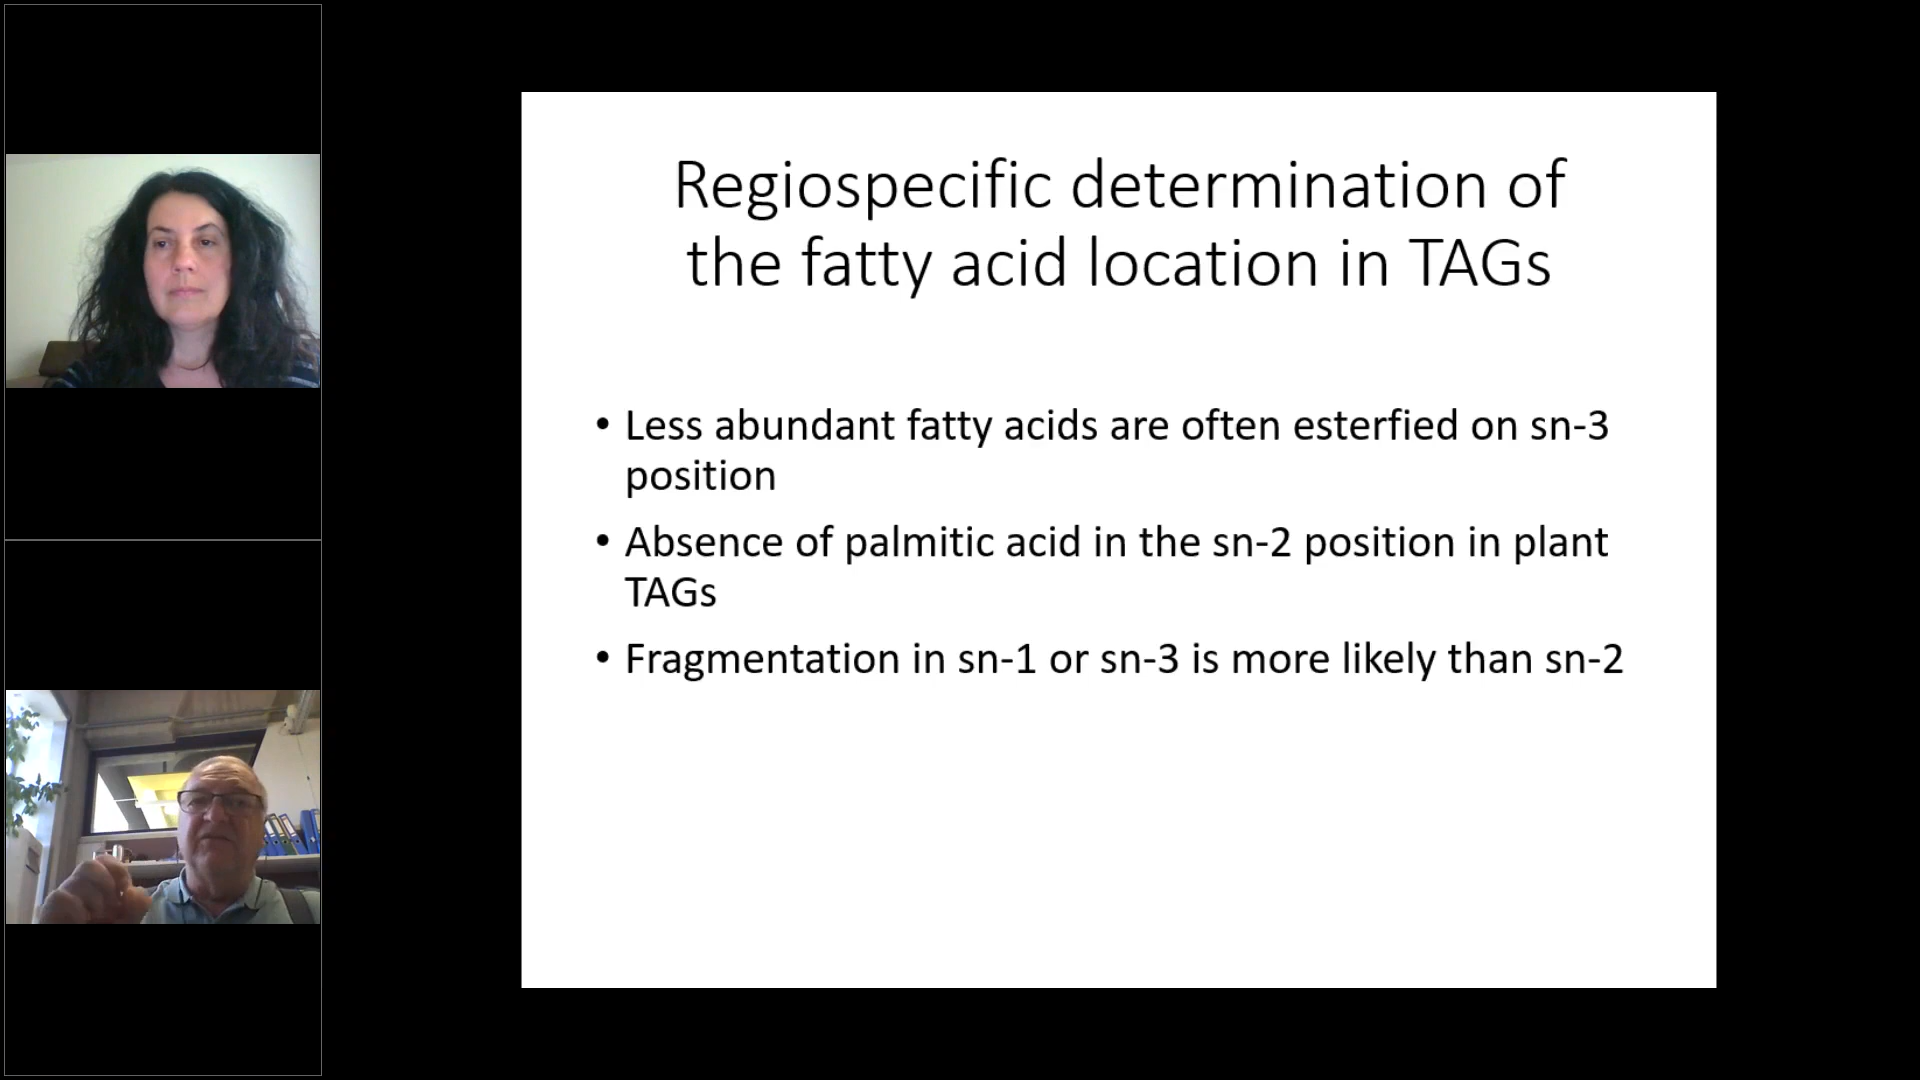 Regiospecific determination of
the fatty acid location in TAGs
• Less abundant fatty acids are often esterfied on sn-3
position
• Absence of palmitic acid in the sn-2 position in plant
TAGs
• Fragmentation in sn-1 or sn-3 is more likely than sn-2